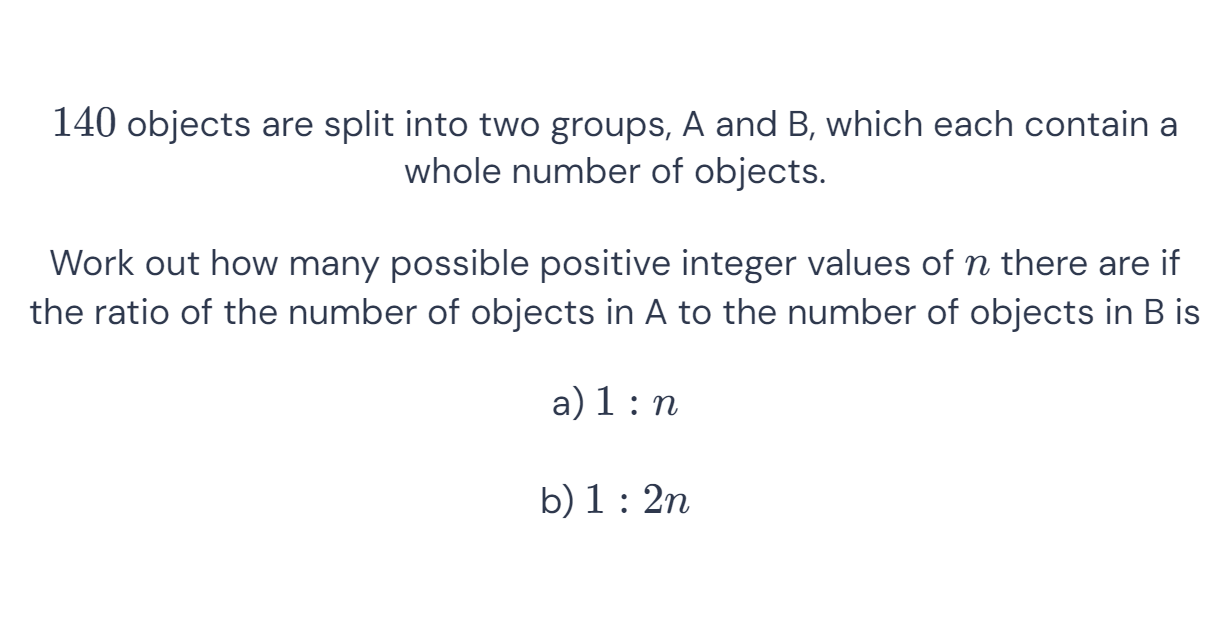 140 objects are split into two groups, A and B, which each contain a
whole number of objects.
Work out how many possible positive integer values of n there are if
the ratio of the number of objects in A to the number of objects in B is
a) 1 : n
b) 1 : 2n